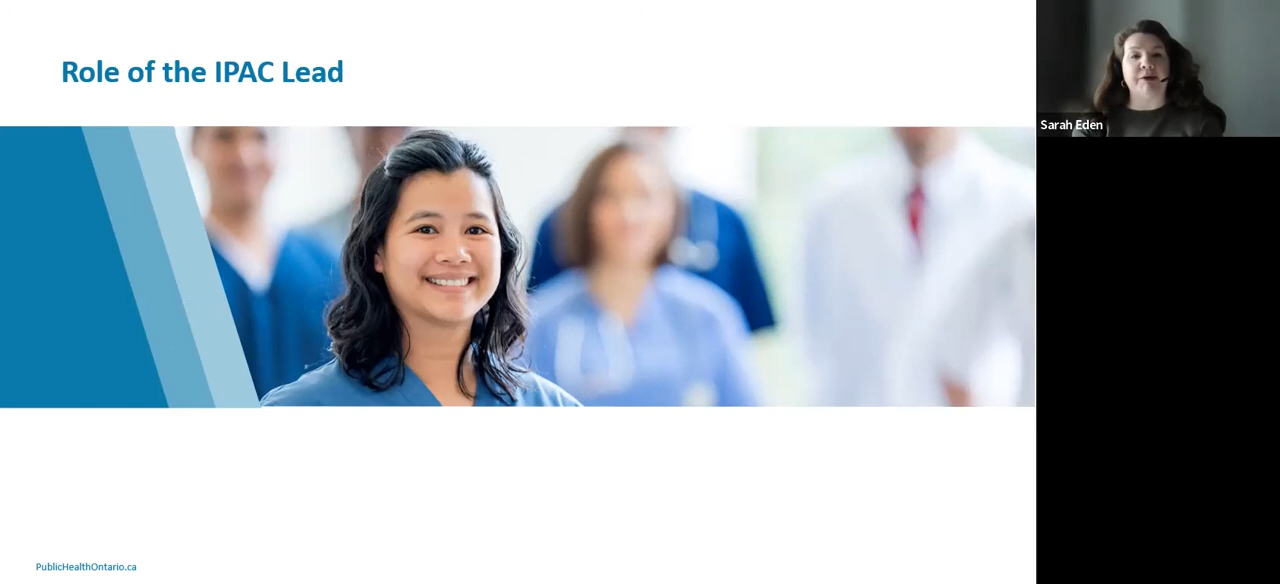 Role of the IPAC Lead
Sarah Eden
PublicHealthOntario.ca